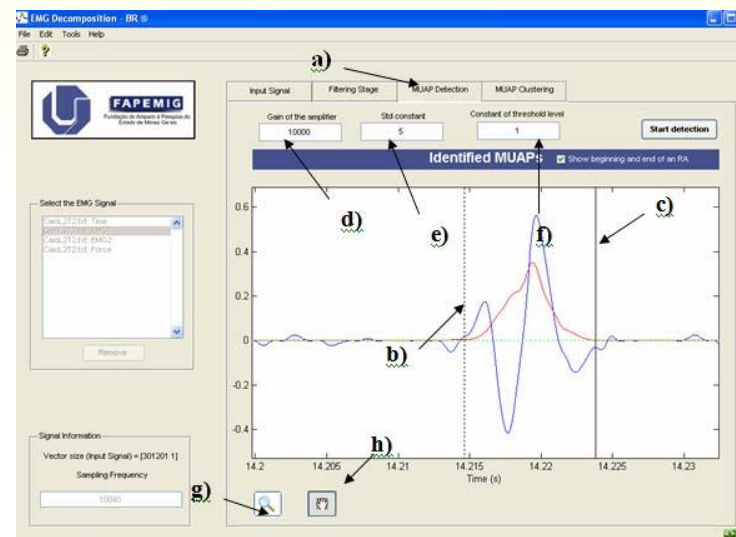 EMG Decomposition - BR ®
File Edit Tools Help
a)
FAPEMIG
Fundação de Amparo à Pesquisa do
Estado de Minas Gerais
Input Signal
Filtering Stage
MUAP Detection
MUAP Clustering
Gain of the amplifier
Std constant
Constant of threshold level
10000
5
1
Start detection
Identified MUAPs
Show beginning and end of an RA
Select the EMG Signal
d)
e)
f)
c)
b)
0.6
0.4
0.2
0
-0.2
-0.4
Remove
14.2 14.205 14.21 14.215 14.22 14.225 14.23
Time (s)
Signal Information
Vector size (Input Signal) = [301201 1]
Sampling Frequency
10040
g)
h)